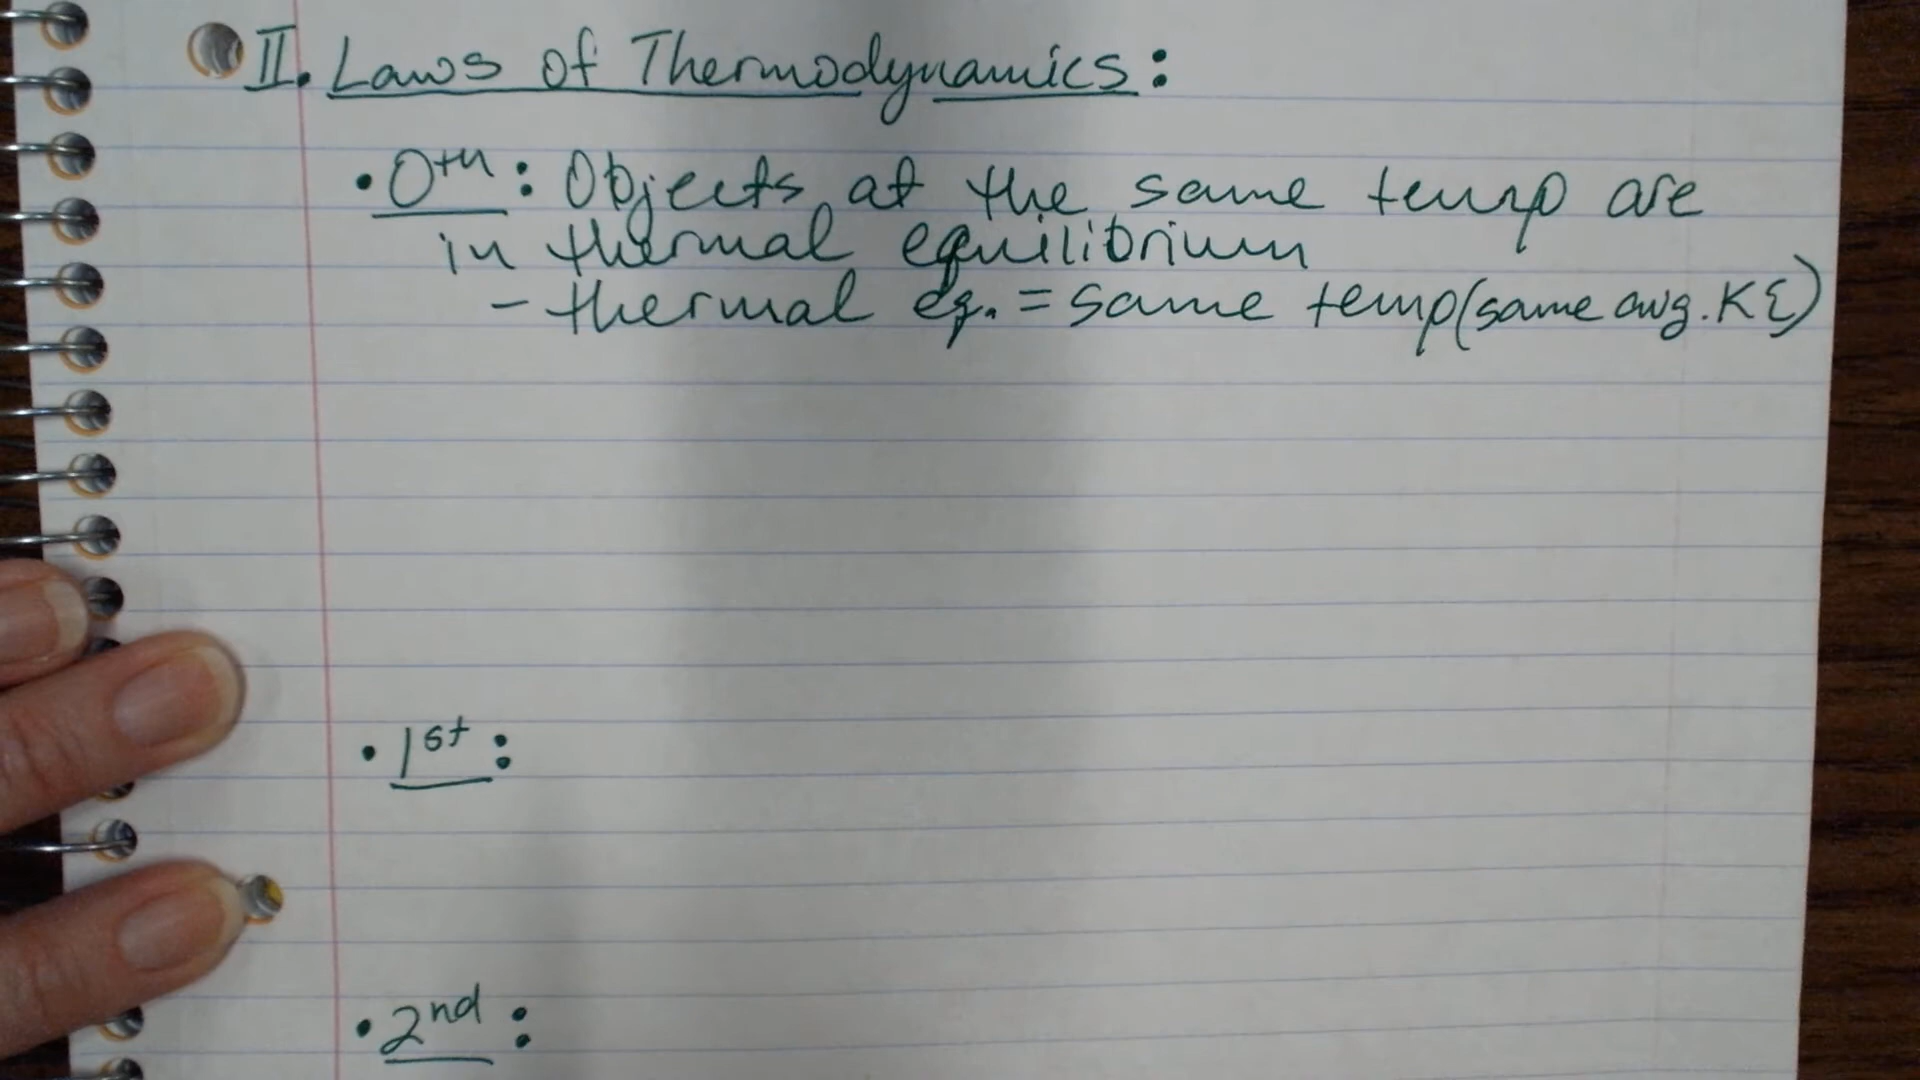 II. Laws of Thermodynamics:
• 0th: Objects at the same temp are
in thermal equilibrium
- thermal eq. = same temp (same avg. KE)
• 1st:
• 2nd: